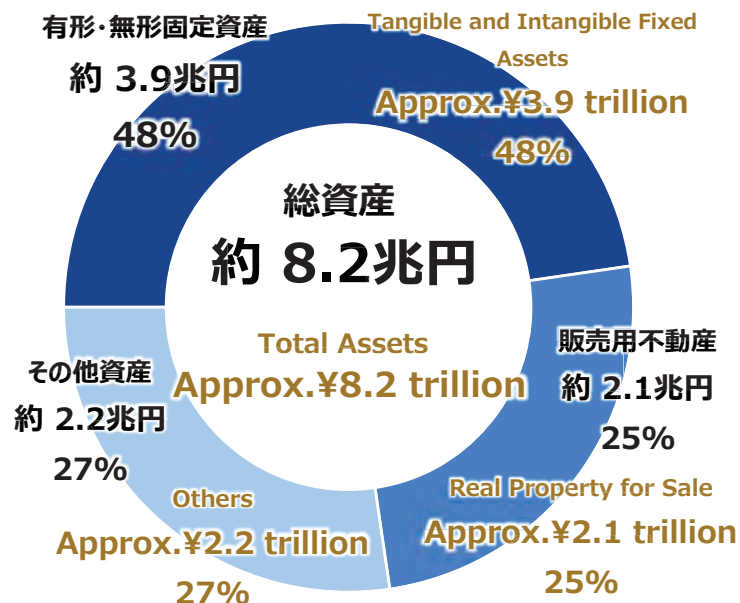 有形・無形固定資産
約 3.9兆円
48%
Tangible and Intangible Fixed
Assets
Approx.¥3.9 trillion
48%
総資産
約 8.2兆円
Total Assets
Approx.¥8.2 trillion
販売用不動産
約 2.1兆円
25%
Real Property for Sale
Approx.¥2.1 trillion
25%
その他資産
約 2.2兆円
27%
Others
Approx.¥2.2 trillion
27%